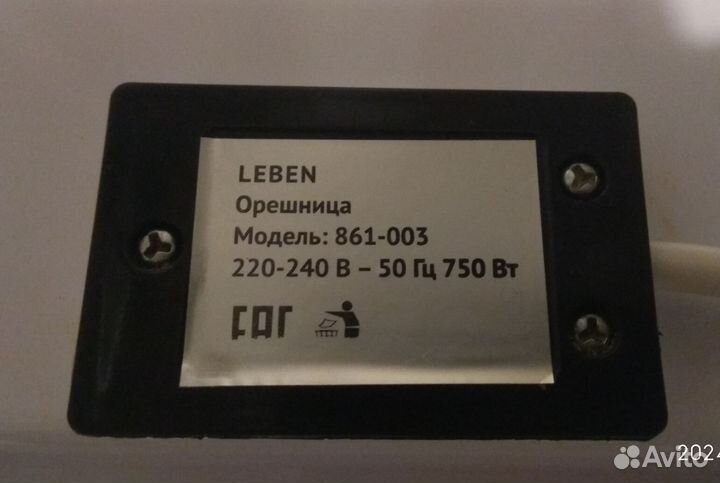 LEBEN
Орешница
Модель: 861-003
220-240 В – 50 Гц 750 Вт
EAC
2024
Avito